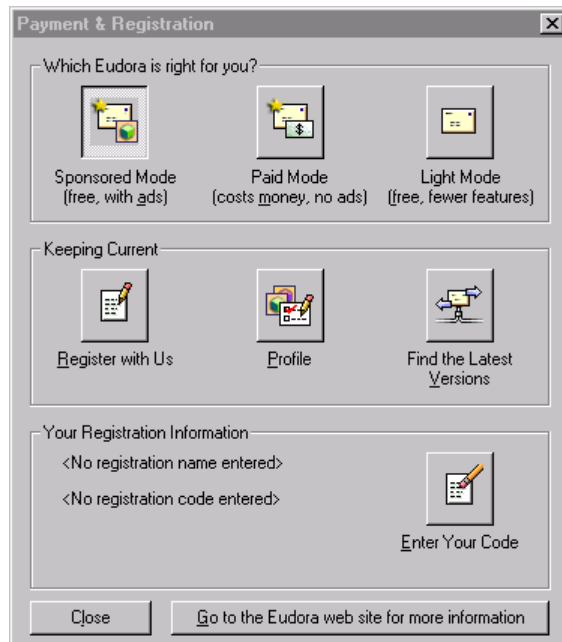 Payment & Registration
Which Eudora is right for you?
Sponsored Mode
(free, with ads)
Paid Mode
(costs money, no ads)
Light Mode
(free, fewer features)
Keeping Current
Register with Us
Profile
Find the Latest
Versions
Your Registration Information
<No registration name entered>
<No registration code entered>
Enter Your Code
Close
Go to the Eudora web site for more information